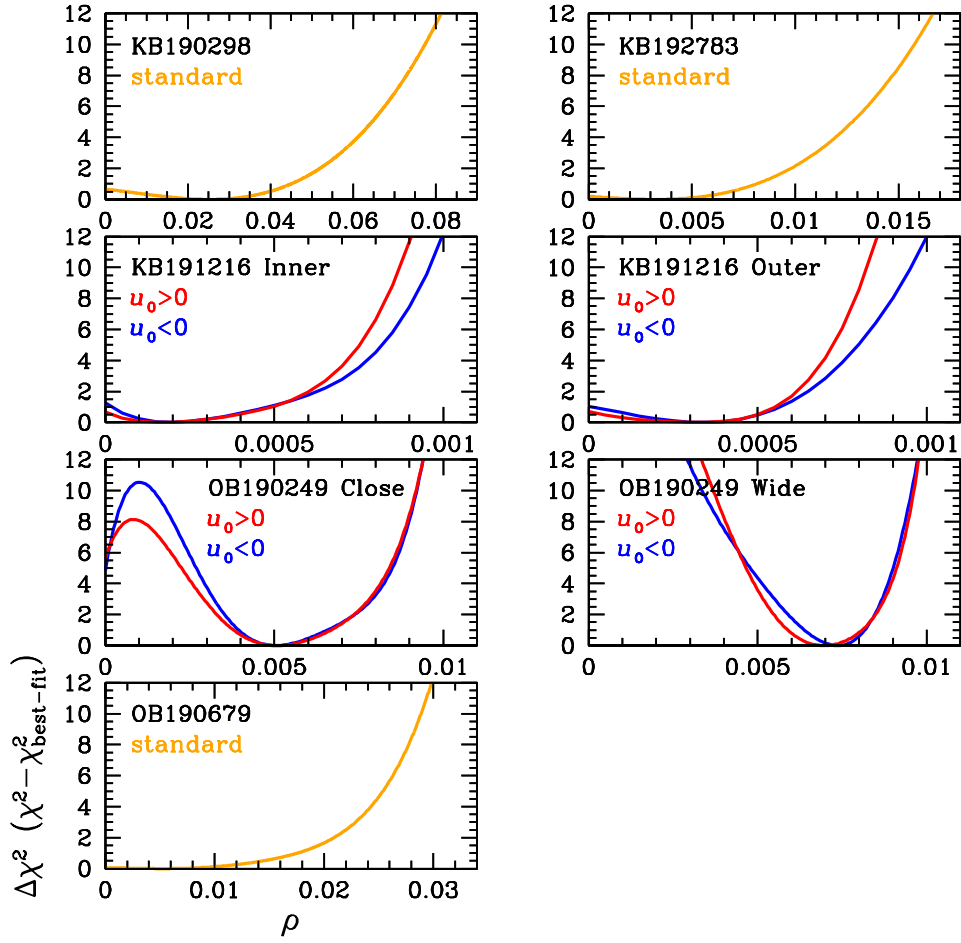 12
10
8
6
4
2
0
KB190298
standard
0 0.02 0.04 0.06 0.08
12
10
8
6
4
2
0
KB192783
standard
0 0.005 0.01 0.015
12
10
8
6
4
2
0
KB191216 Inner
u₀>0
u₀<0
0 0.0005 0.001
12
10
8
6
4
2
0
KB191216 Outer
u₀>0
u₀<0
0 0.0005 0.001
12
10
8
6
4
2
0
OB190249 Close
u₀>0
u₀<0
0 0.005 0.01
12
10
8
6
4
2
0
OB190249 Wide
u₀>0
u₀<0
0 0.005 0.01
12
10
8
6
4
2
0
OB190679
standard
0 0.01 0.02 0.03
Δχ² (χ²−χ²best−fit)
ρ